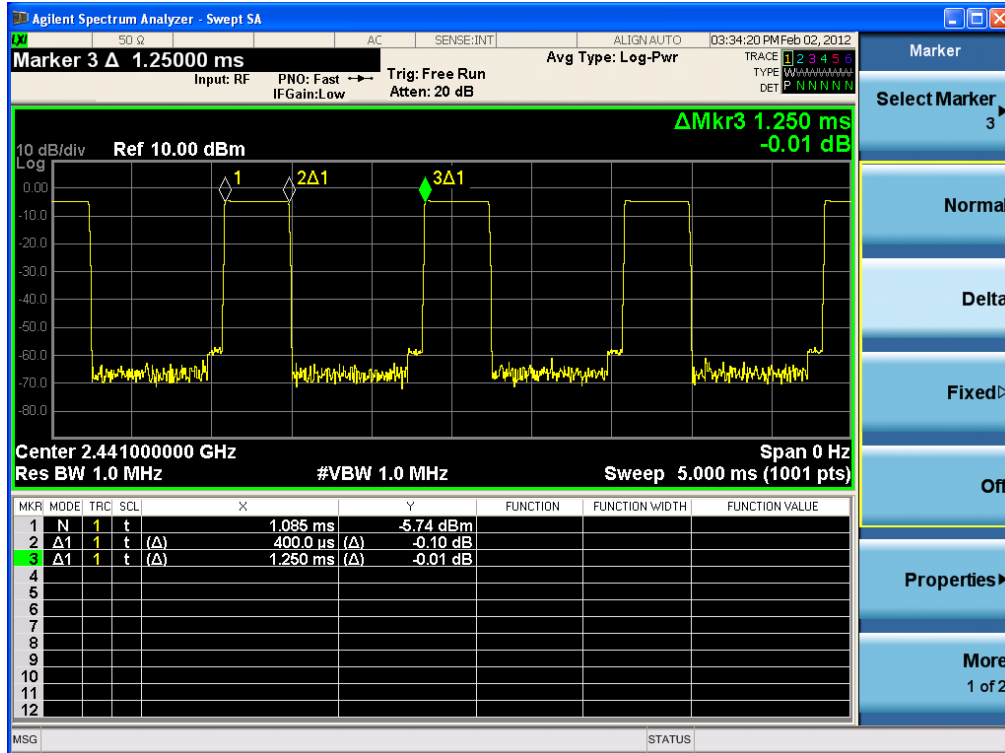 Agilent Spectrum Analyzer - Swept SA
LXI 50 Ω AC SENSE:INT ALIGN AUTO 03:34:20 PM Feb 02, 2012
Marker 3 Δ 1.25000 ms
Input: RF
PNO: Fast
IFGain:Low
Trig: Free Run
Atten: 20 dB
Avg Type: Log-Pwr
TRACE 1 2 3 4 5 6
TYPE
DET P N N N N N
ΔMkr3 1.250 ms
-0.01 dB
10 dB/div Ref 10.00 dBm
Log
1 2Δ1 3Δ1
0.00
-10.0
-20.0
-30.0
-40.0
-50.0
-60.0
-70.0
-80.0
Center 2.441000000 GHz Span 0 Hz
Res BW 1.0 MHz #VBW 1.0 MHz Sweep 5.000 ms (1001 pts)
MKR MODE TRC SCL X Y FUNCTION FUNCTION WIDTH FUNCTION VALUE
1 N 1 t 1.085 ms -5.74 dBm
2 Δ1 1 t (Δ) 400.0 µs (Δ) -0.10 dB
3 Δ1 1 t (Δ) 1.250 ms (Δ) -0.01 dB
4
5
6
7
8
9
10
11
12
MSG STATUS
Marker
Select Marker
3
Normal
Delta
Fixed
Off
Properties
More
1 of 2